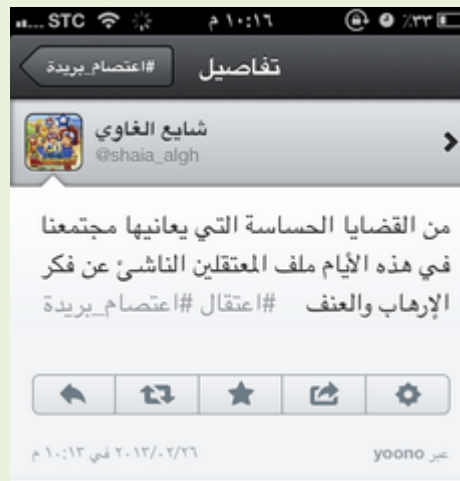 STC ١٠:١٦ م ٪٣٣
#اعتصام_بريدة تفاصيل
شايع الغاوي
@shaia_algh
من القضايا الحساسة التي يعانيها مجتمعنا
في هذه الأيام ملف المعتقلين الناشئ عن فكر
الإرهاب والعنف #اعتقال #اعتصام_بريدة
٢٠١٣/٠٢/٢٦ في ١٠:١٣ م
عبر yoono